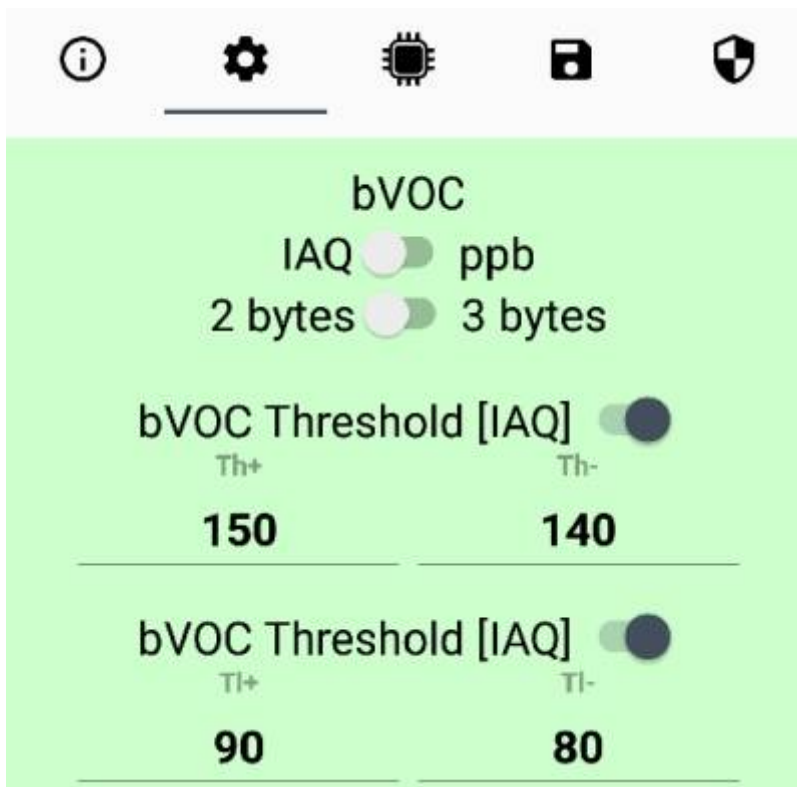 bVOC
IAQ ppb
2 bytes 3 bytes
bVOC Threshold [IAQ]
Th+ Th-
150 140
bVOC Threshold [IAQ]
Tl+ Tl-
90 80